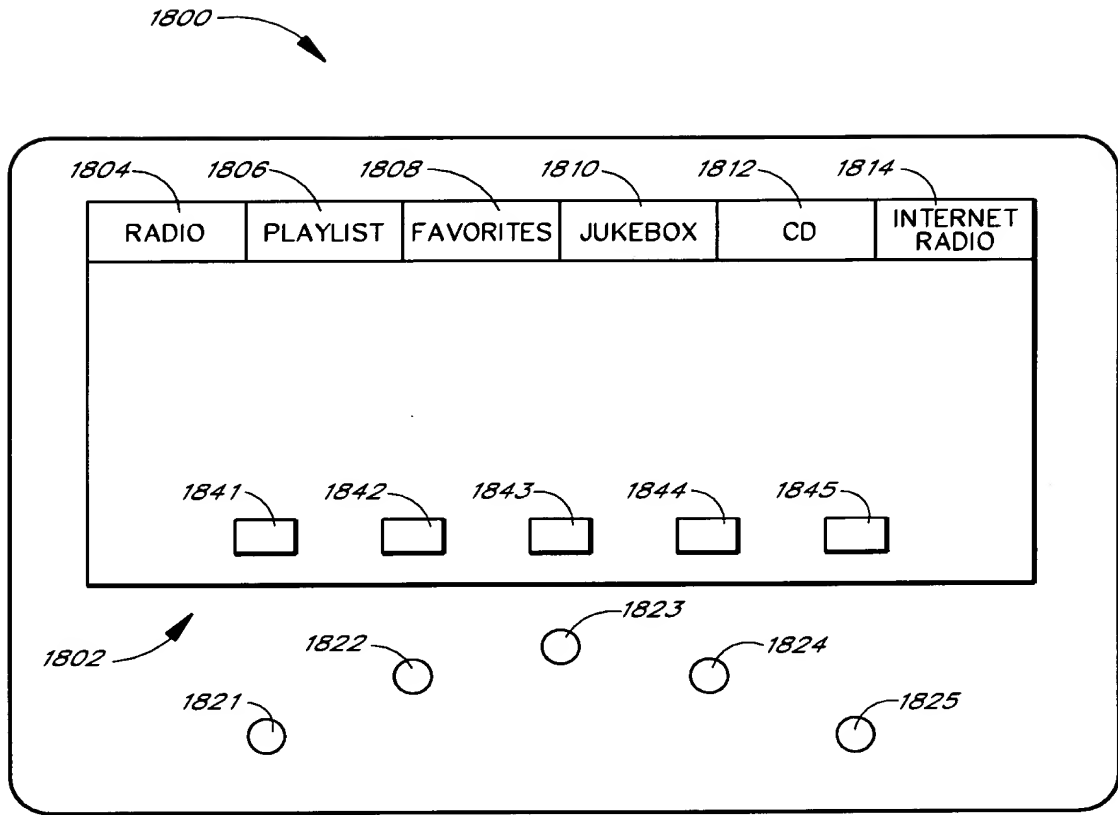 1800
1804 1806 1808 1810 1812 1814
RADIO PLAYLIST FAVORITES JUKEBOX CD INTERNET RADIO
1841 1842 1843 1844 1845
1802
1821 1822 1823 1824 1825